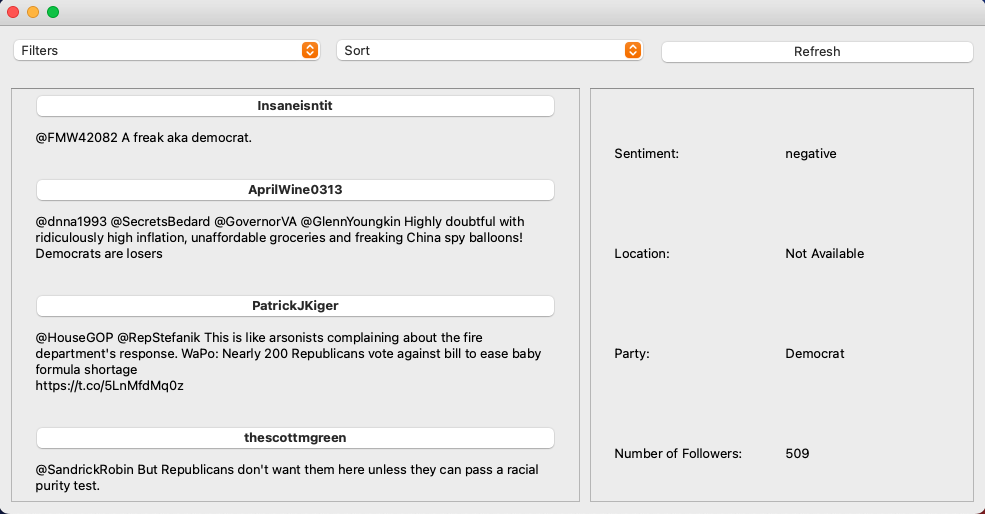 Filters
Sort
Refresh
Insaneisntit
@FMW42082 A freak aka democrat.
AprilWine0313
@dnna1993 @SecretsBedard @GovernorVA @GlennYoungkin Highly doubtful with
ridiculously high inflation, unaffordable groceries and freaking China spy balloons!
Democrats are losers
PatrickJKiger
@HouseGOP @RepStefanik This is like arsonists complaining about the fire
department's response. WaPo: Nearly 200 Republicans vote against bill to ease baby
formula shortage
https://t.co/5LnMfdMq0z
thescottmgreen
@SandrickRobin But Republicans don't want them here unless they can pass a racial
purity test.
Sentiment: negative
Location: Not Available
Party: Democrat
Number of Followers: 509